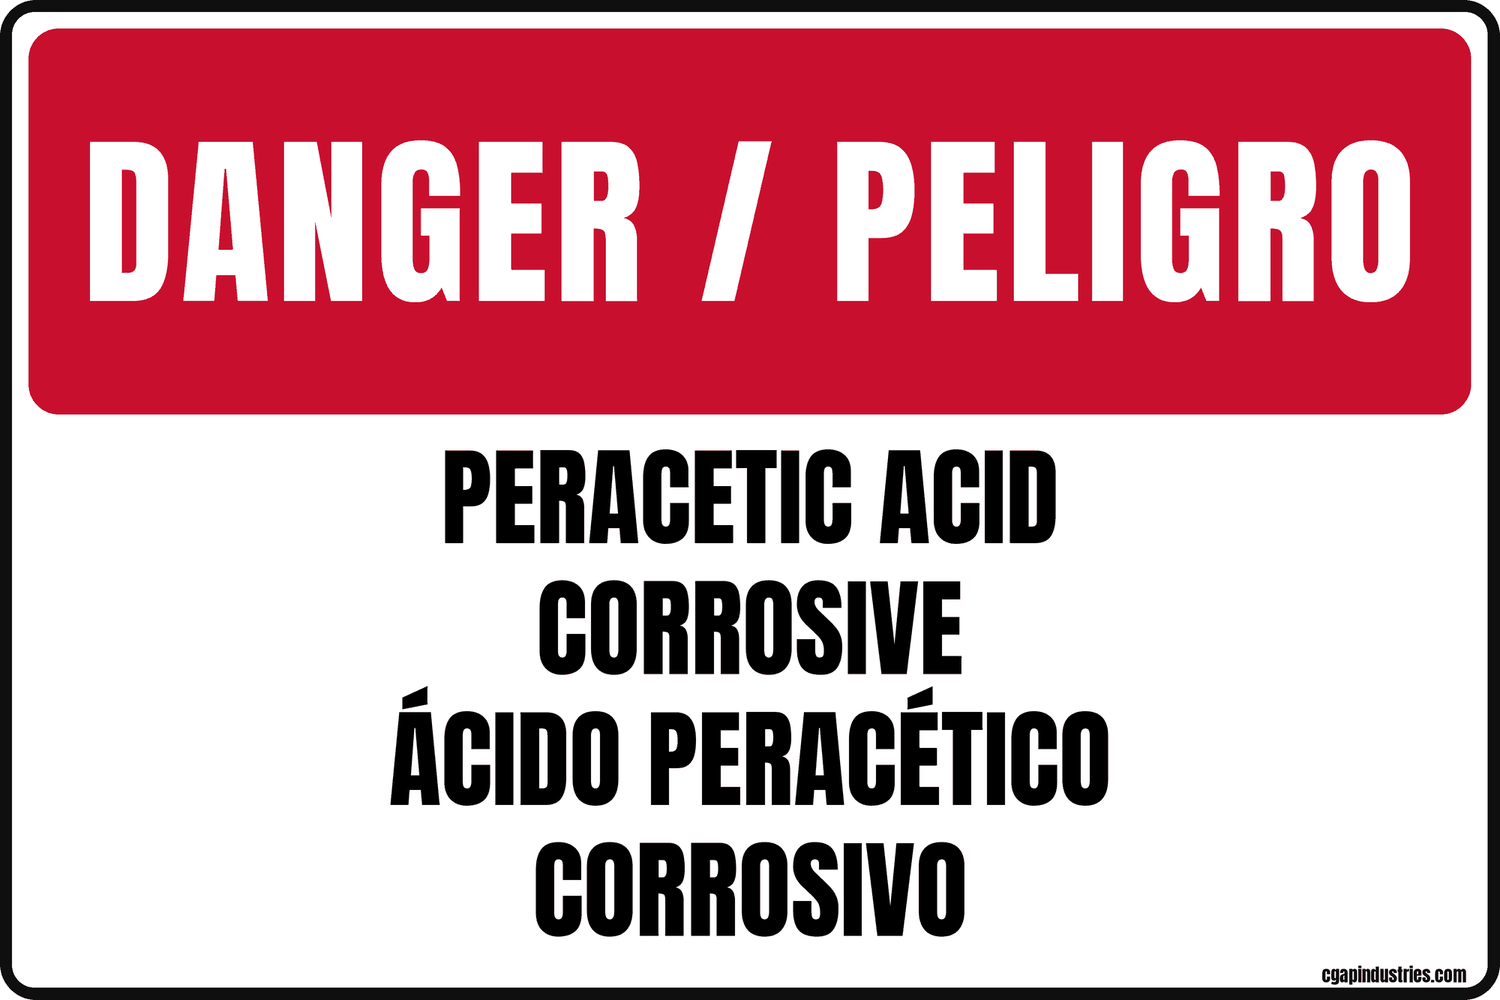 DANGER / PELIGRO
PERACETIC ACID
CORROSIVE
ÁCIDO PERACÉTICO
CORROSIVO
cgapindustries.com